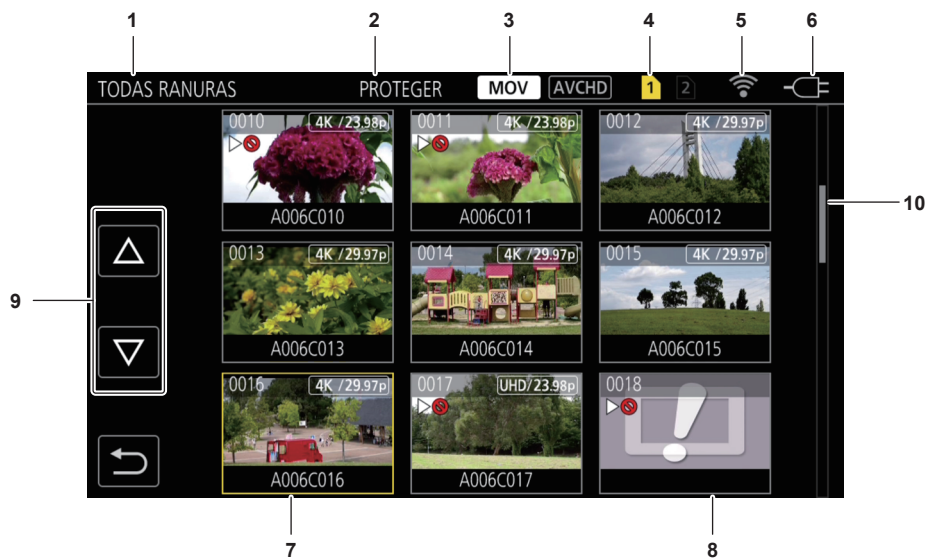 1 2 3 4 5 6
TODAS RANURAS PROTEGER MOV AVCHD 1 2
0010 4K /23.98p 0011 4K /23.98p 0012 4K /29.97p
A006C010 A006C011 A006C012
10
0013 4K /29.97p 0014 4K /29.97p 0015 4K /29.97p
9
A006C013 A006C014 A006C015
0016 4K /29.97p 0017 UHD/23.98p 0018
A006C016 A006C017
7 8